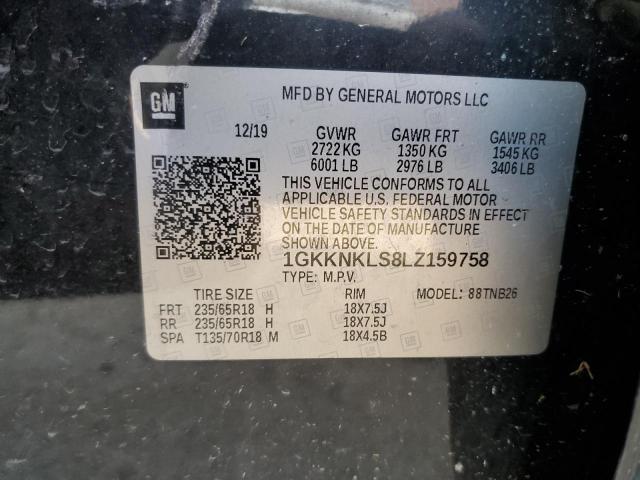 GM
MFD BY GENERAL MOTORS LLC
12/19 GVWR GAWR FRT GAWR RR
2722 KG 1350 KG 1545 KG
6001 LB 2976 LB 3406 LB
THIS VEHICLE CONFORMS TO ALL
APPLICABLE U.S. FEDERAL MOTOR
VEHICLE SAFETY STANDARDS IN EFFECT
ON THE DATE OF MANUFACTURE
SHOWN ABOVE.
1GKKNKLS8LZ159758
TYPE: M.P.V.
TIRE SIZE RIM MODEL: 88TNB26
FRT 235/65R18 H 18X7.5J
RR 235/65R18 H 18X7.5J
SPA T135/70R18 M 18X4.5B